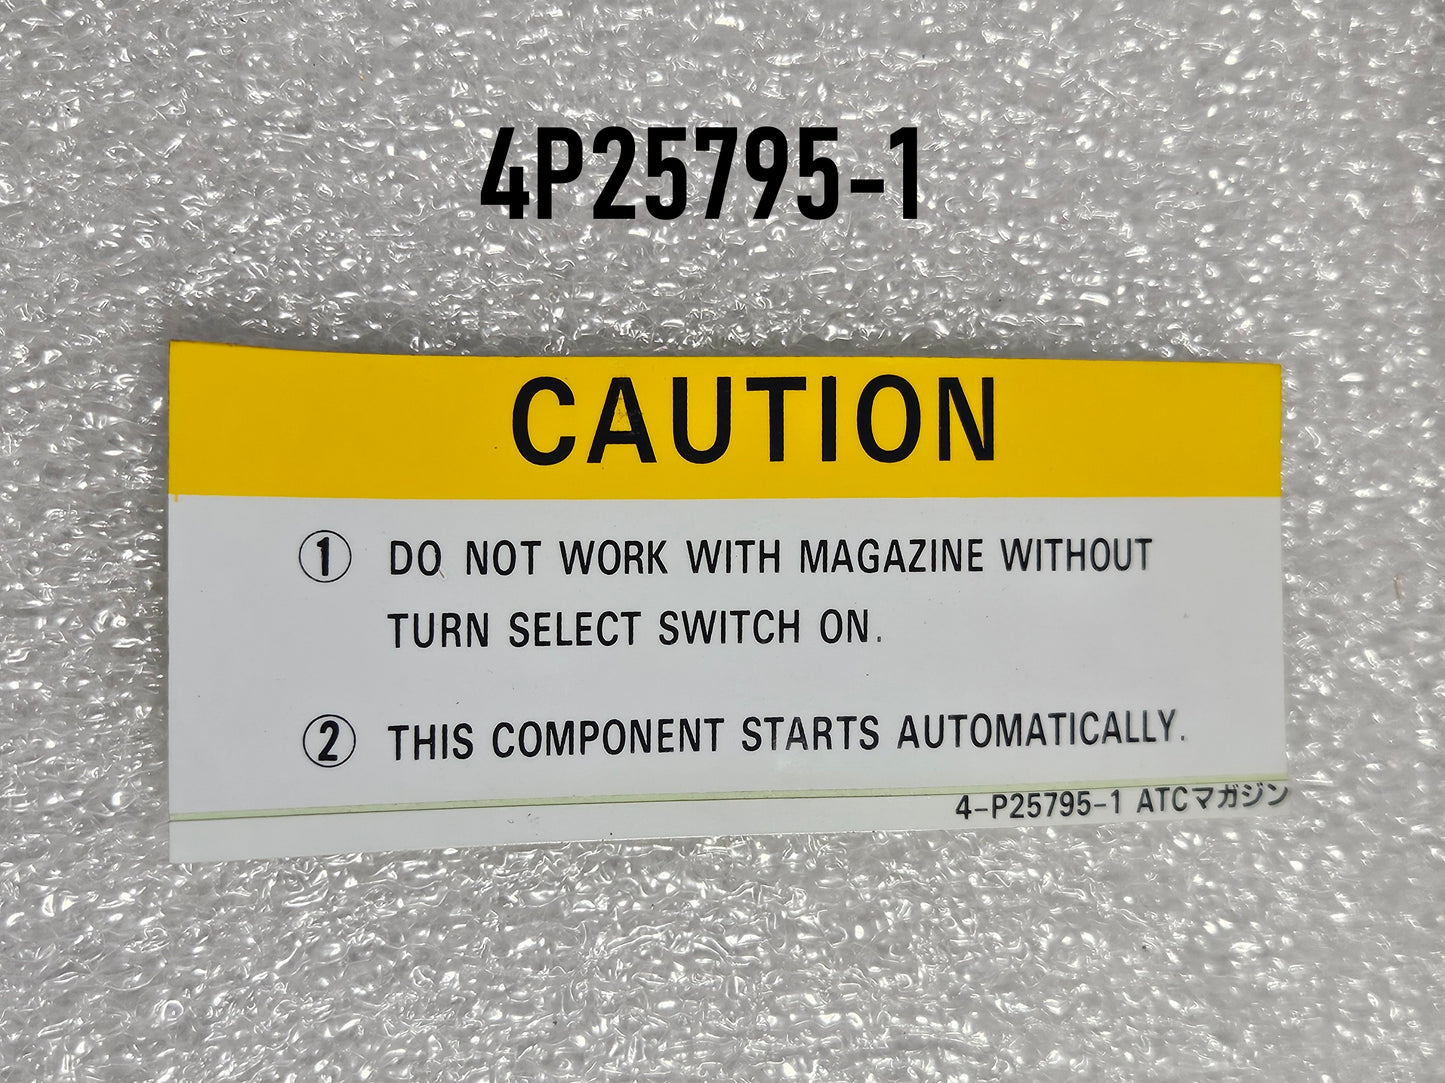 4P25795-1
CAUTION
① DO NOT WORK WITH MAGAZINE WITHOUT
TURN SELECT SWITCH ON.
② THIS COMPONENT STARTS AUTOMATICALLY.
4-P25795-1 ATCマガジン